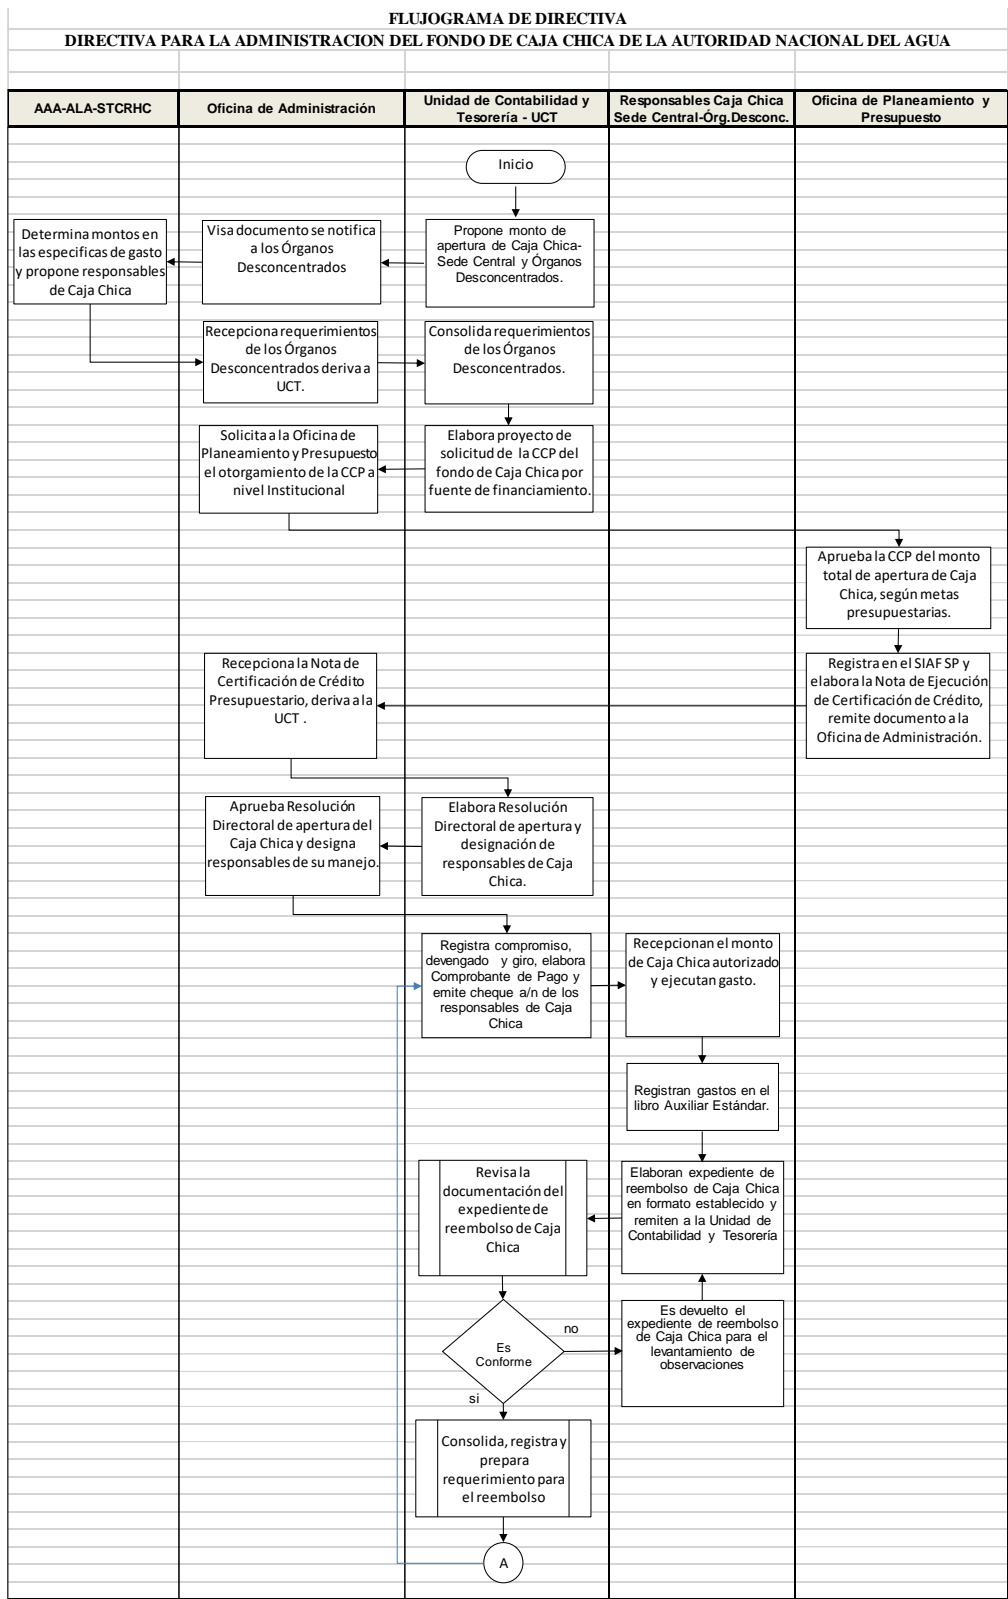 FLUJOGRAMA DE DIRECTIVA
DIRECTIVA PARA LA ADMINISTRACION DEL FONDO DE CAJA CHICA DE LA AUTORIDAD NACIONAL DEL AGUA
AAA-ALA-STCRHC
Oficina de Administración
Unidad de Contabilidad y
Tesorería - UCT
Responsables Caja Chica
Sede Central-Órg.Desconc.
Oficina de Planeamiento y
Presupuesto
Inicio
Propone monto de
apertura de Caja Chica-
Sede Central y Órganos
Desconcentrados.
Visa documento se notifica
a los Órganos
Desconcentrados
Determina montos en
las especificas de gasto
y propone responsables
de Caja Chica
Recepciona requerimientos
de los Órganos
Desconcentrados deriva a
UCT.
Consolida requerimientos
de los Órganos
Desconcentrados.
Elabora proyecto de
solicitud de la CCP del
fondo de Caja Chica por
fuente de financiamiento.
Solicita a la Oficina de
Planeamiento y Presupuesto
el otorgamiento de la CCP a
nivel Institucional
Aprueba la CCP del monto
total de apertura de Caja
Chica, según metas
presupuestarias.
Registra en el SIAF SP y
elabora la Nota de Ejecución
de Certificación de Crédito,
remite documento a la
Oficina de Administración.
Recepciona la Nota de
Certificación de Crédito
Presupuestario, deriva a la
UCT .
Elabora Resolución
Directoral de apertura y
designación de
responsables de Caja
Chica.
Aprueba Resolución
Directoral de apertura del
Caja Chica y designa
responsables de su manejo.
Registra compromiso,
devengado y giro, elabora
Comprobante de Pago y
emite cheque a/n de los
responsables de Caja
Chica
Recepcionan el monto
de Caja Chica autorizado
y ejecutan gasto.
Registran gastos en el
libro Auxiliar Estándar.
Elaboran expediente de
reembolso de Caja Chica
en formato establecido y
remiten a la Unidad de
Contabilidad y Tesorería
Revisa la
documentación del
expediente de
reembolso de Caja
Chica
Es
Conforme
no
si
Es devuelto el
expediente de reembolso
de Caja Chica para el
levantamiento de
observaciones
Consolida, registra y
prepara
requerimiento para
el reembolso
A